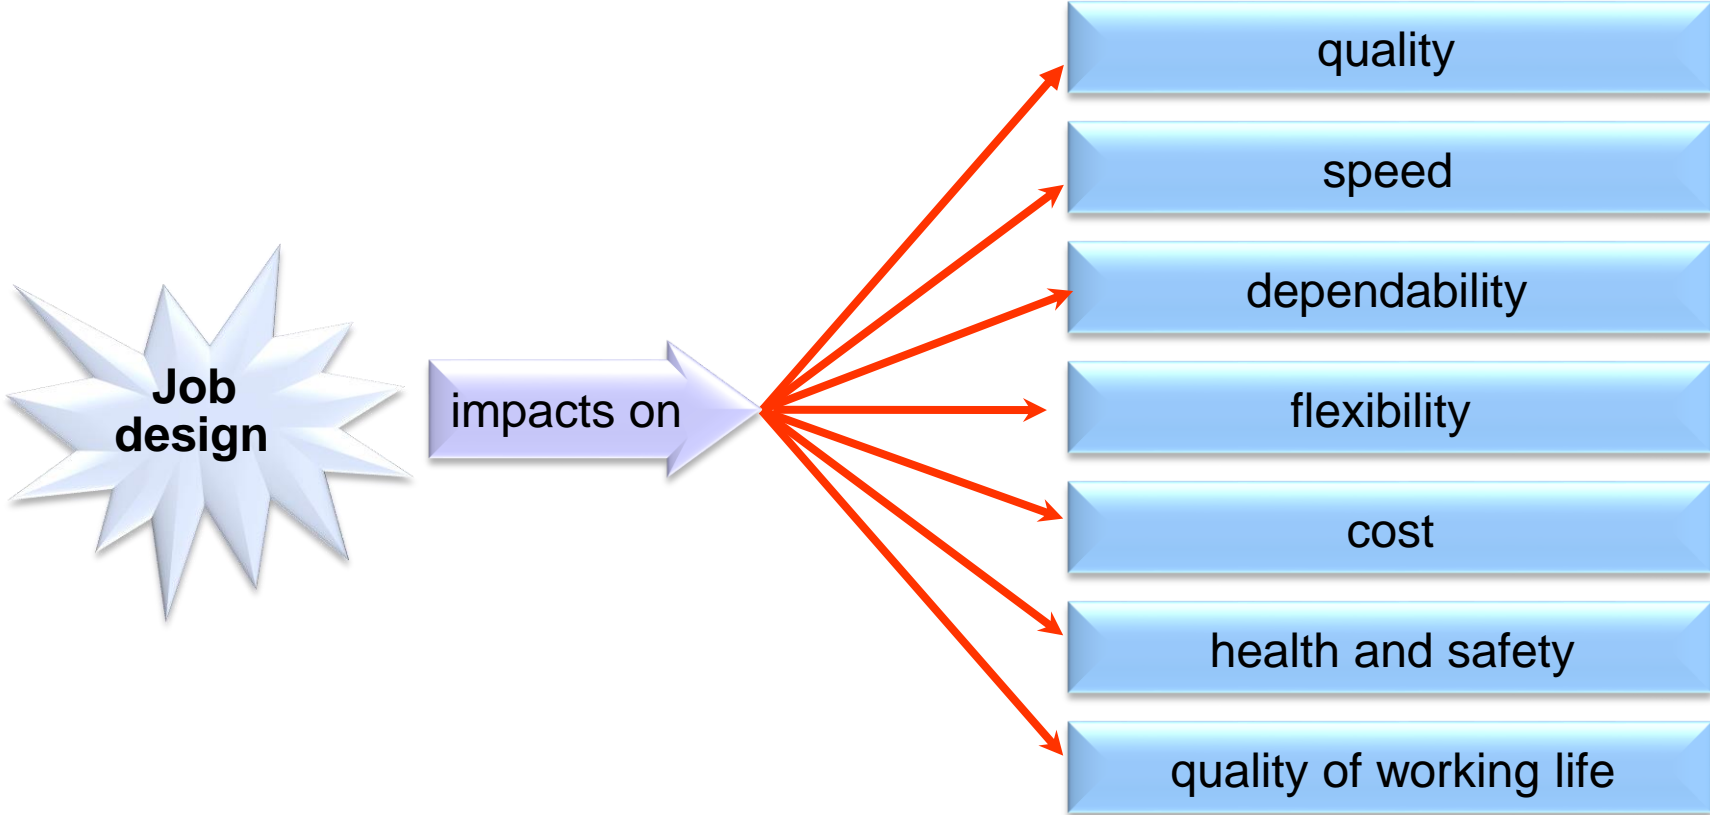 Job
design
impacts on
quality
speed
dependability
flexibility
cost
health and safety
quality of working life